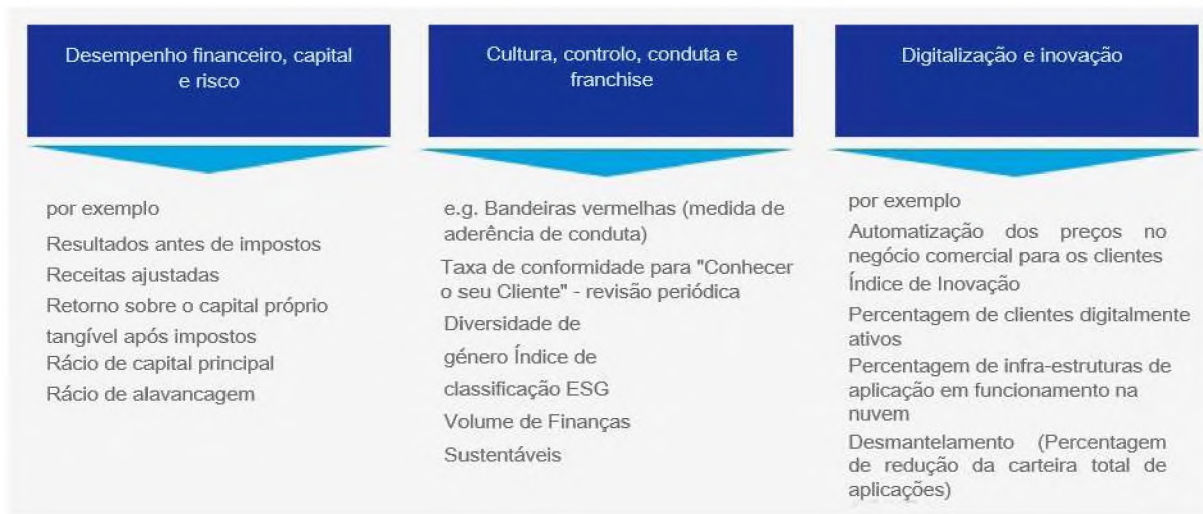 Desempenho financeiro, capital
e risco
por exemplo
Resultados antes de impostos
Receitas ajustadas
Retorno sobre o capital próprio
tangível após impostos
Rácio de capital principal
Rácio de alavancagem
Cultura, controlo, conduta e
franchise
e.g. Bandeiras vermelhas (medida de
aderência de conduta)
Taxa de conformidade para "Conhecer
o seu Cliente" - revisão periódica
Diversidade de
género Índice de
classificação ESG
Volume de Finanças
Sustentáveis
Digitalização e inovação
por exemplo
Automatização dos preços no
negócio comercial para os clientes
Índice de Inovação
Percentagem de clientes digitalmente
ativos
Percentagem de infra-estruturas de
aplicação em funcionamento na
nuvem
Desmantelamento (Percentagem
de redução da carteira total de
aplicações)